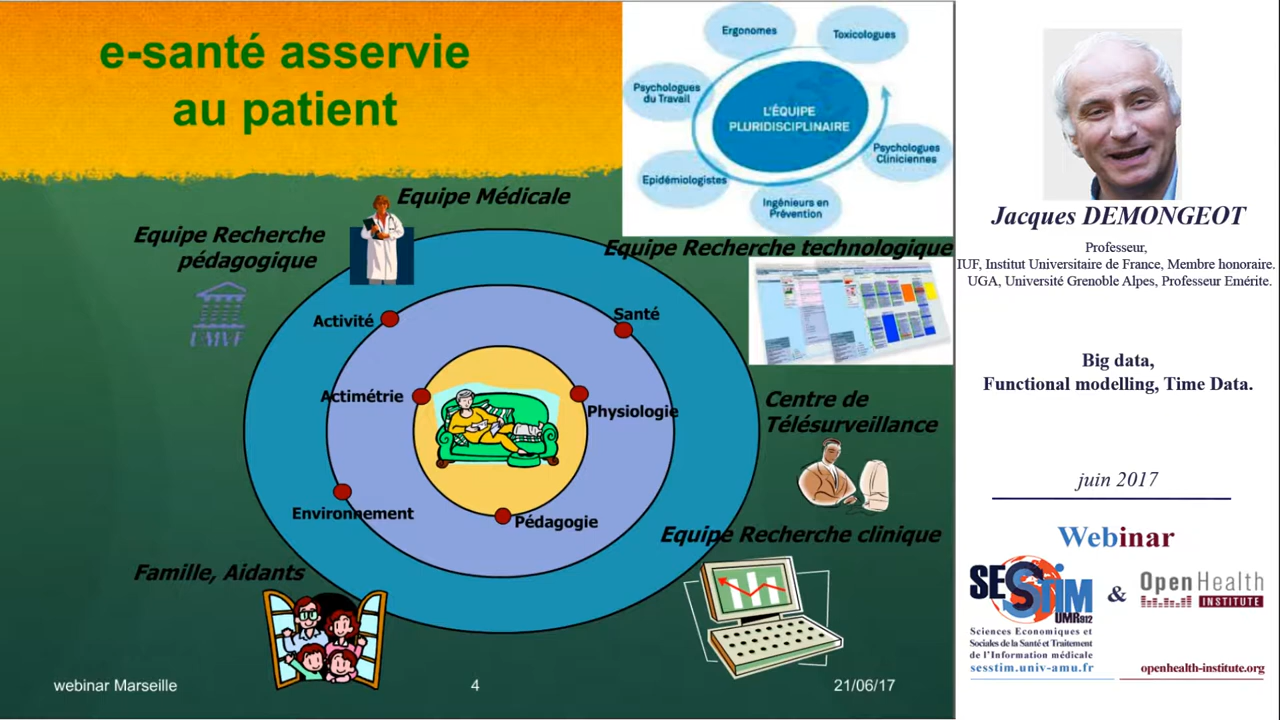 e-santé asservie
au patient
Ergonomes
Toxicologues
Psychologues
du Travail
L'ÉQUIPE
PLURIDISCIPLINAIRE
Psychologues
Cliniciennes
Epidémiologistes
Ingénieurs en
Prévention
Equipe Médicale
Equipe Recherche
pédagogique
Equipe Recherche technologique
UMVF
Activité
Santé
Actimétrie
Physiologie
Centre de
Télésurveillance
Environnement
Pédagogie
Equipe Recherche clinique
Famille, Aidants
webinar Marseille
4
21/06/17
Jacques DEMONGEOT
Professeur,
IUF, Institut Universitaire de France, Membre honoraire.
UGA, Université Grenoble Alpes, Professeur Emérite.
Big data,
Functional modelling, Time Data.
juin 2017
Webinar
SESSTIM
UMR912
&
OpenHealth
INSTITUTE
Sciences Economiques et
Sociales de la Santé et Traitement
de l'Information médicale
sesstim.univ-amu.fr
openhealth-institute.org